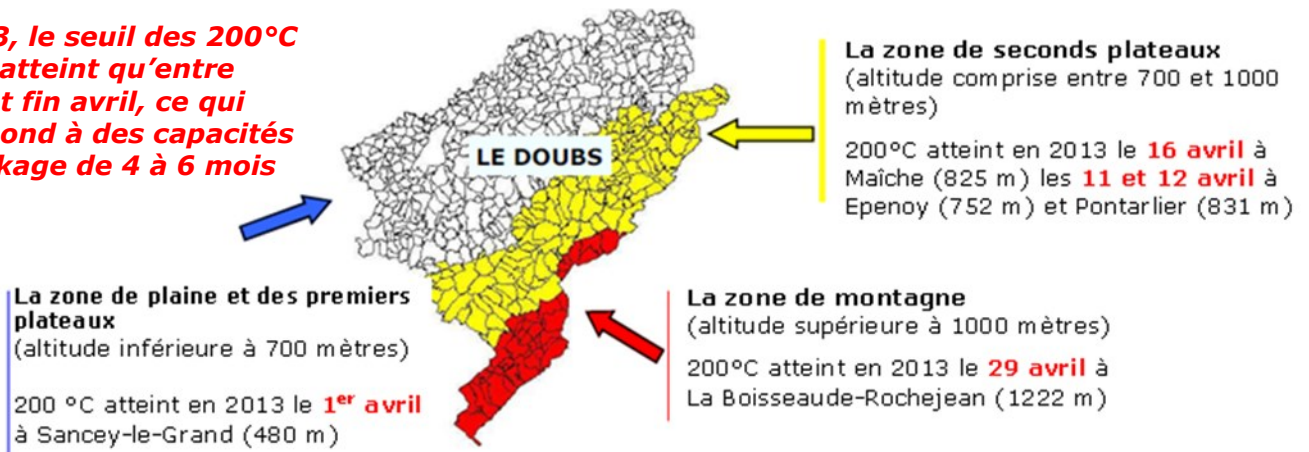 , le seuil des 200°C
atteint qu'entre
t fin avril, ce qui
ond à des capacités
kage de 4 à 6 mois
LE DOUBS
La zone de seconds plateaux
(altitude comprise entre 700 et 1000
mètres)
200°C atteint en 2013 le 16 avril à
Maîche (825 m) les 11 et 12 avril à
Epenoy (752 m) et Pontarlier (831 m)
La zone de plaine et des premiers
plateaux
(altitude inférieure à 700 mètres)
200 °C atteint en 2013 le 1er avril
à Sancey-le-Grand (480 m)
La zone de montagne
(altitude supérieure à 1000 mètres)
200°C atteint en 2013 le 29 avril à
La Boisseaude-Rochejean (1222 m)